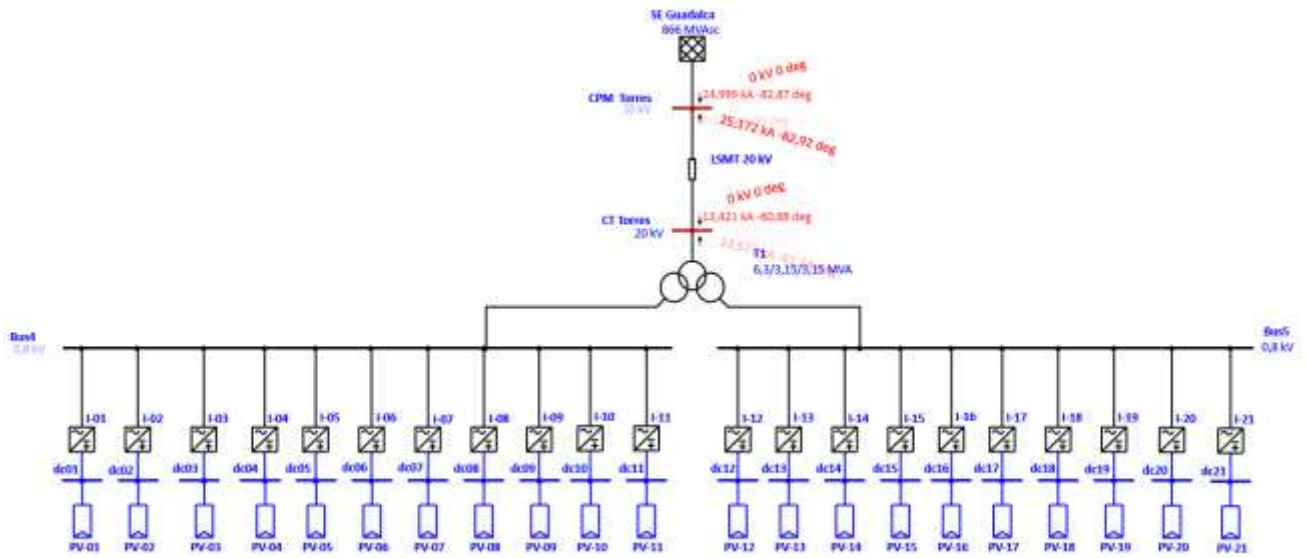 SE Guadalca
866 MVAsc
0 kV 0 deg
24,999 kA -82,87 deg
CPM Torres
20 kV
25,172 kA -82,92 deg
LSMT 20 kV
0 kV 0 deg
CT Torres
20 kV
T1
6,3/3,15/3,15 MVA
Bus4
0,8 kV
Bus5
0,8 kV
I-01 I-02 I-03 I-04 I-05 I-06 I-07 I-08 I-09 I-10 I-11 I-12 I-13 I-14 I-15 I-16 I-17 I-18 I-19 I-20 I-21
dc01 dc02 dc03 dc04 dc05 dc06 dc07 dc08 dc09 dc10 dc11 dc12 dc13 dc14 dc15 dc16 dc17 dc18 dc19 dc20 dc21
PV-01 PV-02 PV-03 PV-04 PV-05 PV-06 PV-07 PV-08 PV-09 PV-10 PV-11 PV-12 PV-13 PV-14 PV-15 PV-16 PV-17 PV-18 PV-19 PV-20 PV-21